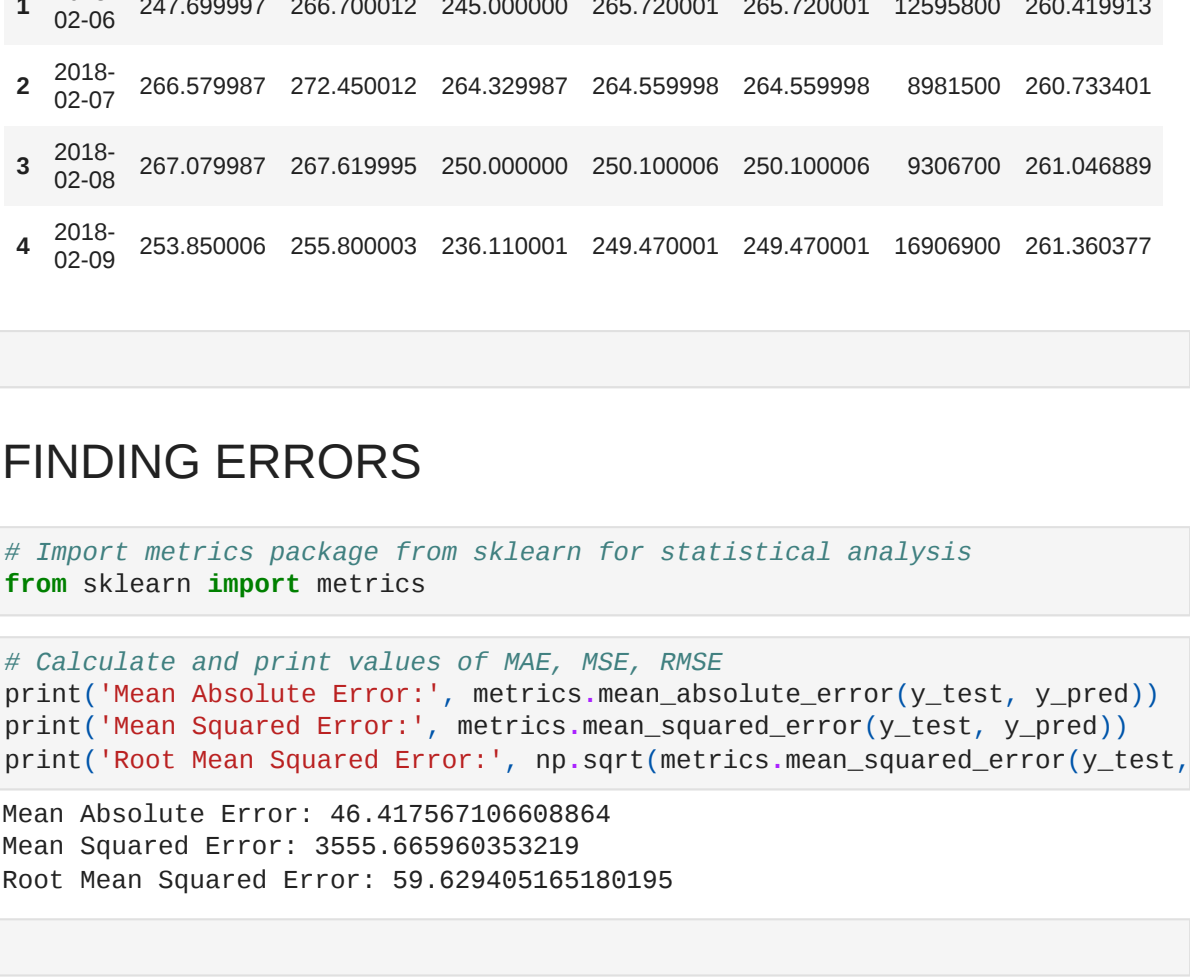 1 02-06 247.699997 266.700012 245.000000 265.720001 265.720001 12595800 260.419913
2 2018-02-07 266.579987 272.450012 264.329987 264.559998 264.559998 8981500 260.733401
3 2018-02-08 267.079987 267.619995 250.000000 250.100006 250.100006 9306700 261.046889
4 2018-02-09 253.850006 255.800003 236.110001 249.470001 249.470001 16906900 261.360377
FINDING ERRORS
# Import metrics package from sklearn for statistical analysis
from sklearn import metrics
# Calculate and print values of MAE, MSE, RMSE
print('Mean Absolute Error:', metrics.mean_absolute_error(y_test, y_pred))
print('Mean Squared Error:', metrics.mean_squared_error(y_test, y_pred))
print('Root Mean Squared Error:', np.sqrt(metrics.mean_squared_error(y_test,
Mean Absolute Error: 46.417567106608864
Mean Squared Error: 3555.665960353219
Root Mean Squared Error: 59.629405165180195